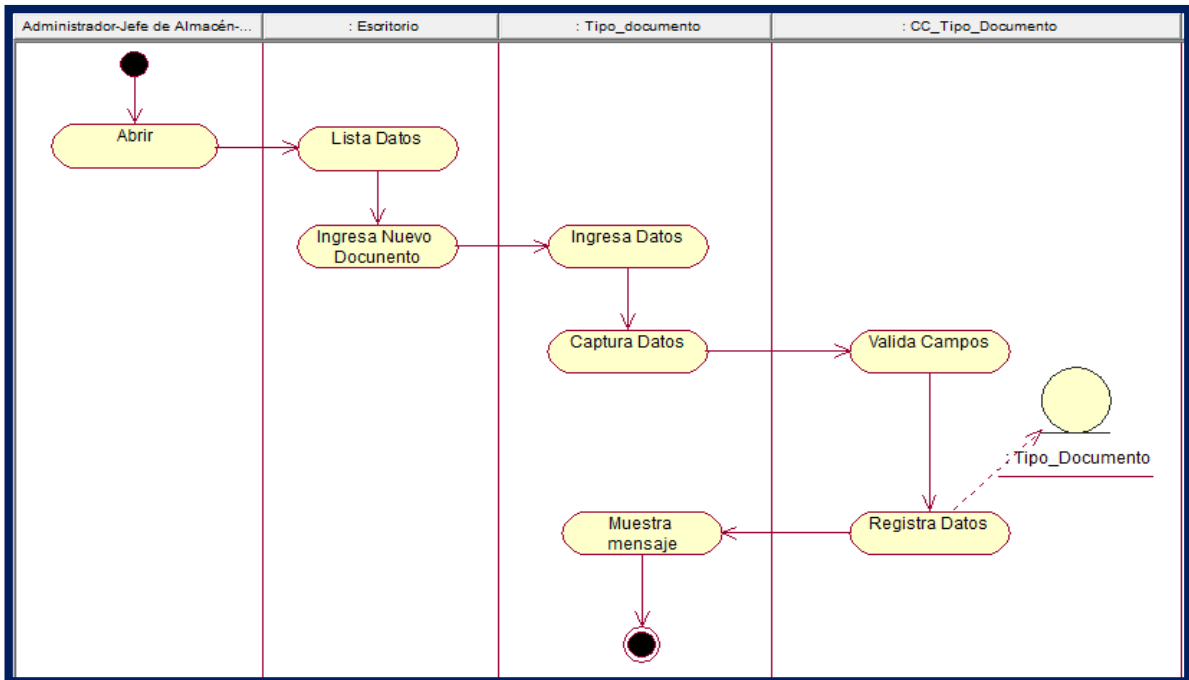 Administrador-Jefe de Almacén-...
: Escritorio
: Tipo_documento
: CC_Tipo_Documento
Abrir
Lista Datos
Ingresa Nuevo
Documento
Ingresa Datos
Captura Datos
Valida Campos
: Tipo_Documento
Muestra
mensaje
Registra Datos